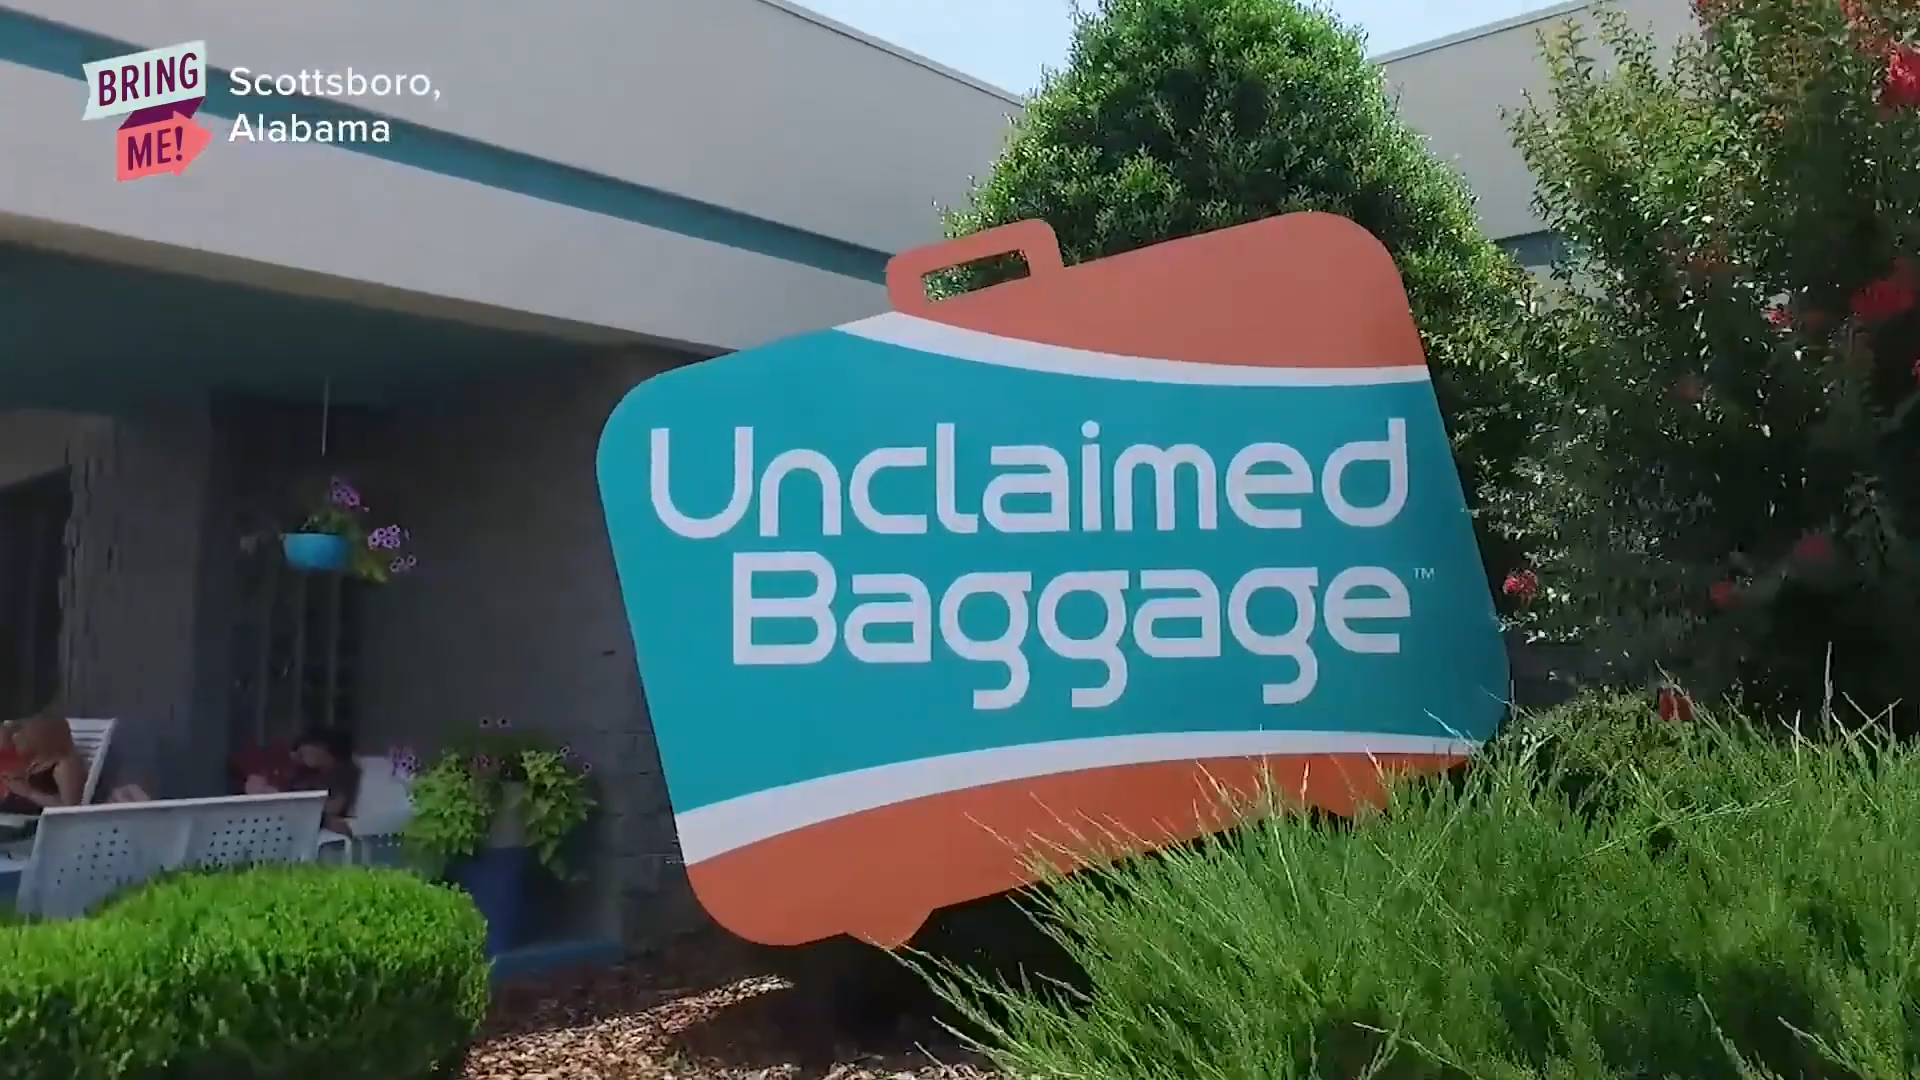 BRING
ME!
Scottsboro,
Alabama
Unclaimed
Baggage™